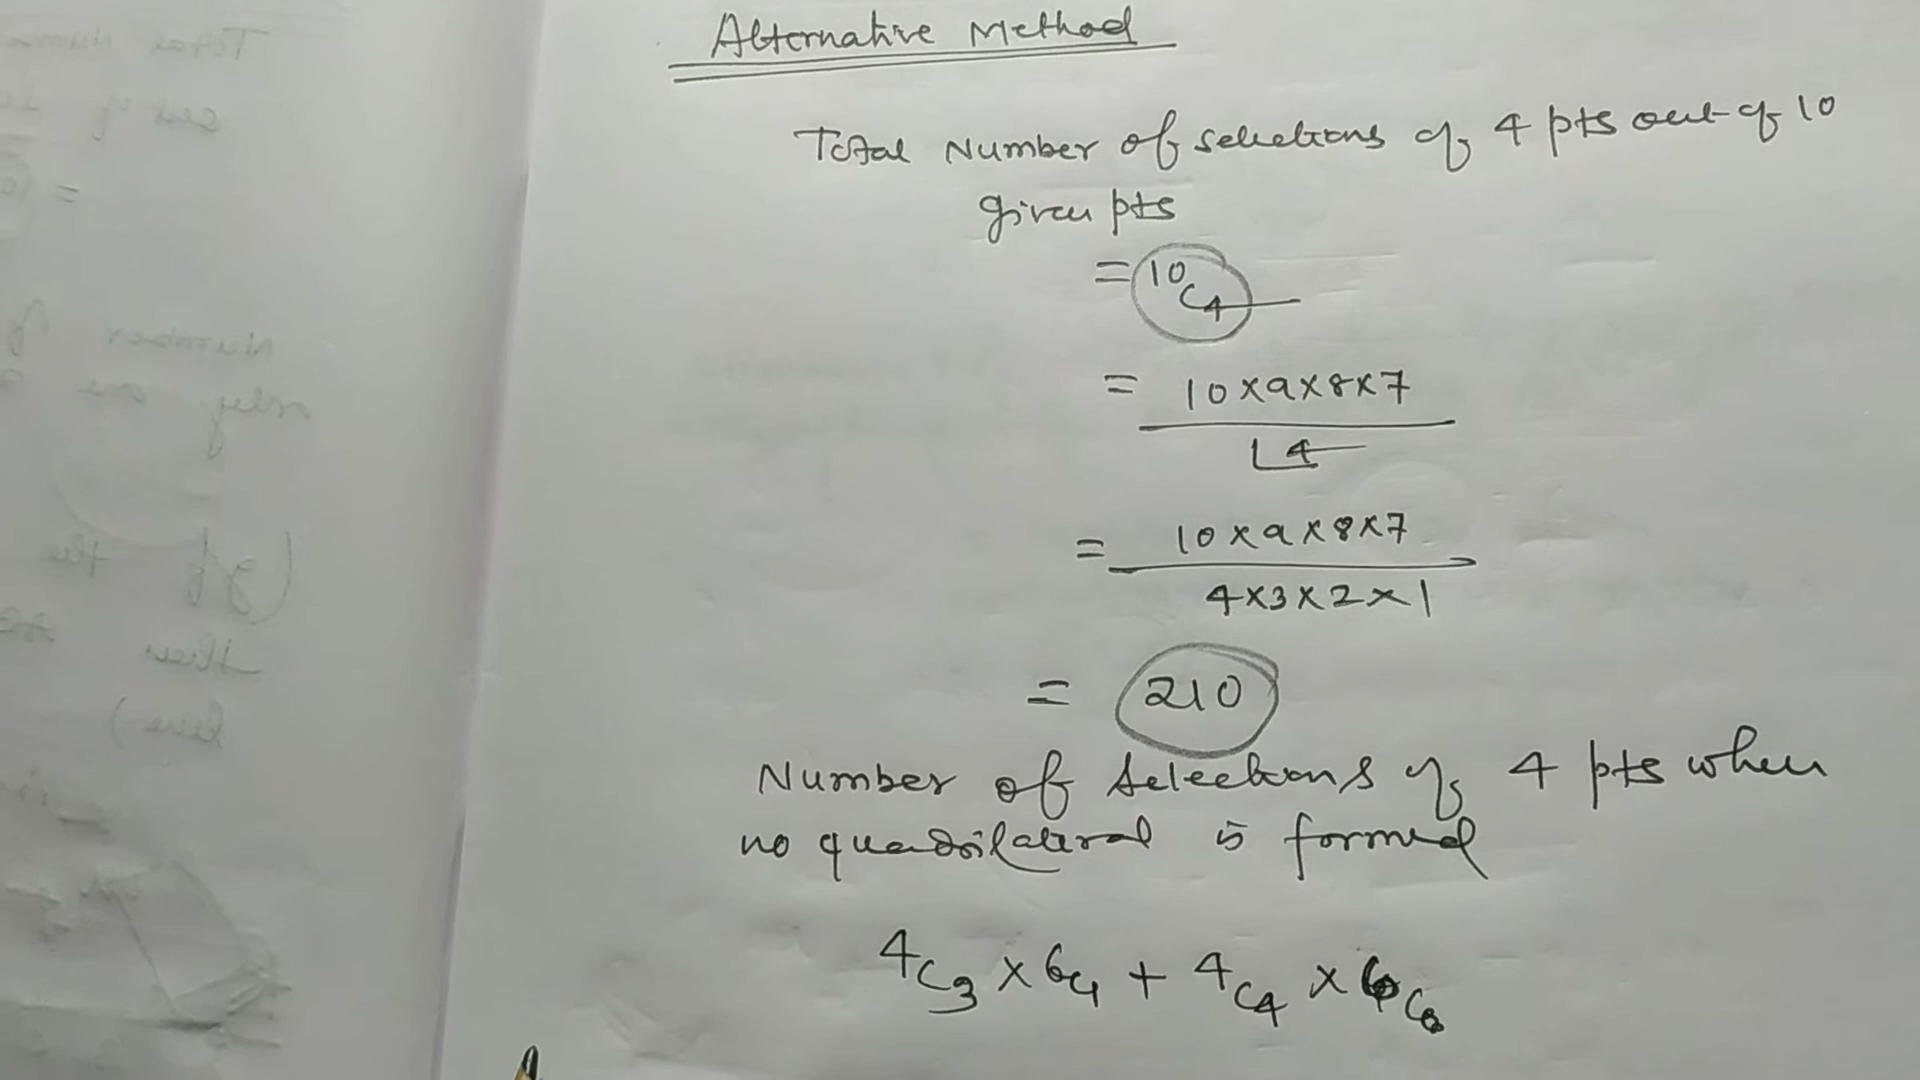 Alternative Method
Total Number of selections of 4 pts out of 10
given pts
= 10C4
= 10×9×8×7
L4
= 10×9×8×7
4×3×2×1
= 210
Number of selections of 4 pts when
no quadrilateral is formed
4C3 × 6C1 + 4C4 × 6C0